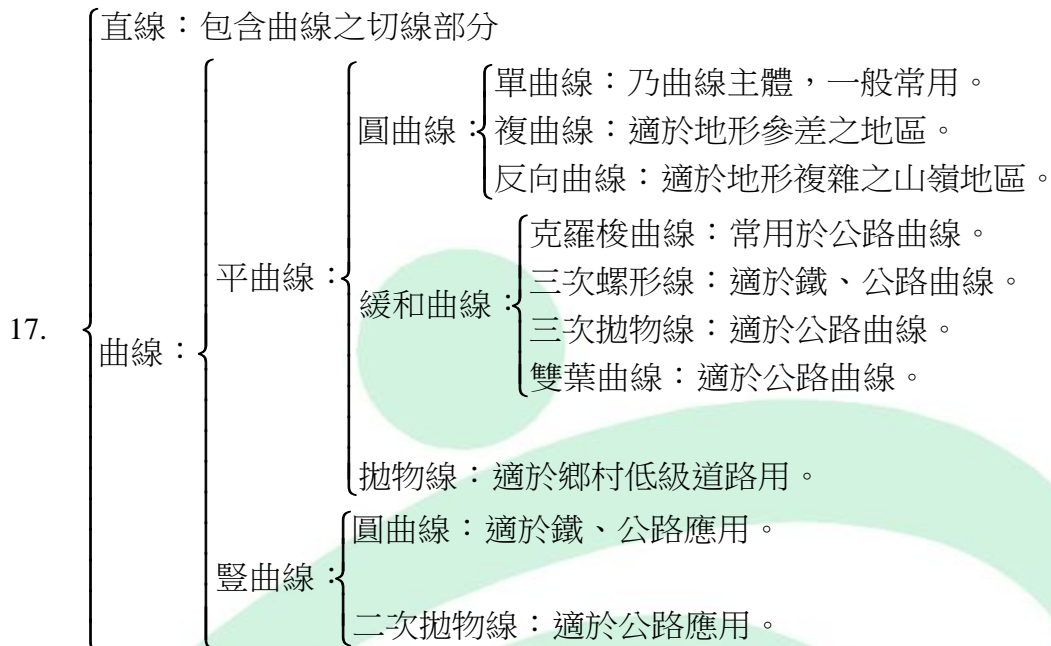 直線：包含曲線之切線部分
單曲線：乃曲線主體，一般常用。
圓曲線：複曲線：適於地形參差之地區。
反向曲線：適於地形複雜之山嶺地區。
克羅梭曲線：常用於公路曲線。
平曲線：三次螺形線：適於鐵、公路曲線。
緩和曲線：
17. 三次拋物線：適於公路曲線。
曲線：
雙葉曲線：適於公路曲線。
拋物線：適於鄉村低級道路用。
圓曲線：適於鐵、公路應用。
豎曲線：
二次拋物線：適於公路應用。